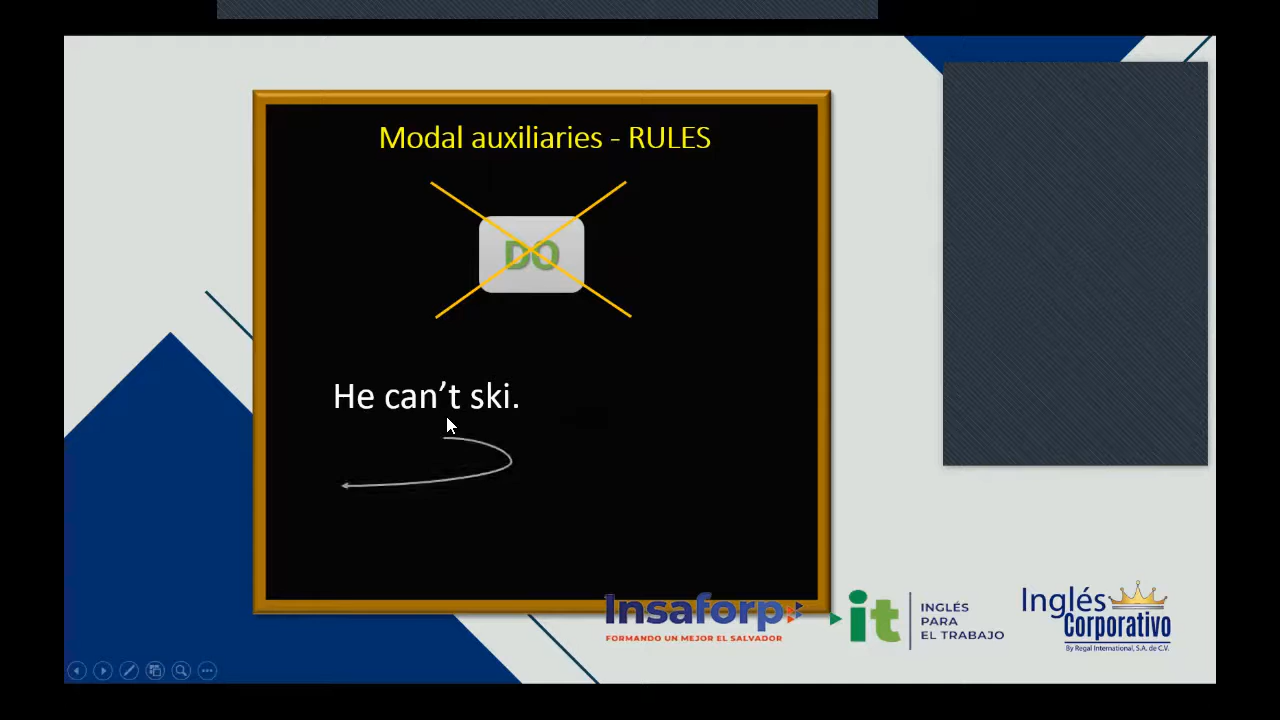 Modal auxiliaries - RULES
DO
He can’t ski.
Insaforp
FORMANDO UN MEJOR EL SALVADOR
it
INGLÉS
PARA
EL TRABAJO
Inglés
Corporativo
By Regal International, S.A. de C.V.